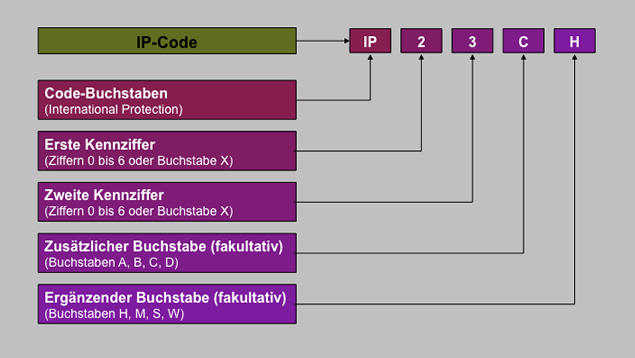 IP-Code
IP 2 3 C H
Code-Buchstaben
(International Protection)
Erste Kennziffer
(Ziffern 0 bis 6 oder Buchstabe X)
Zweite Kennziffer
(Ziffern 0 bis 6 oder Buchstabe X)
Zusätzlicher Buchstabe (fakultativ)
(Buchstaben A, B, C, D)
Ergänzender Buchstabe (fakultativ)
(Buchstaben H, M, S, W)